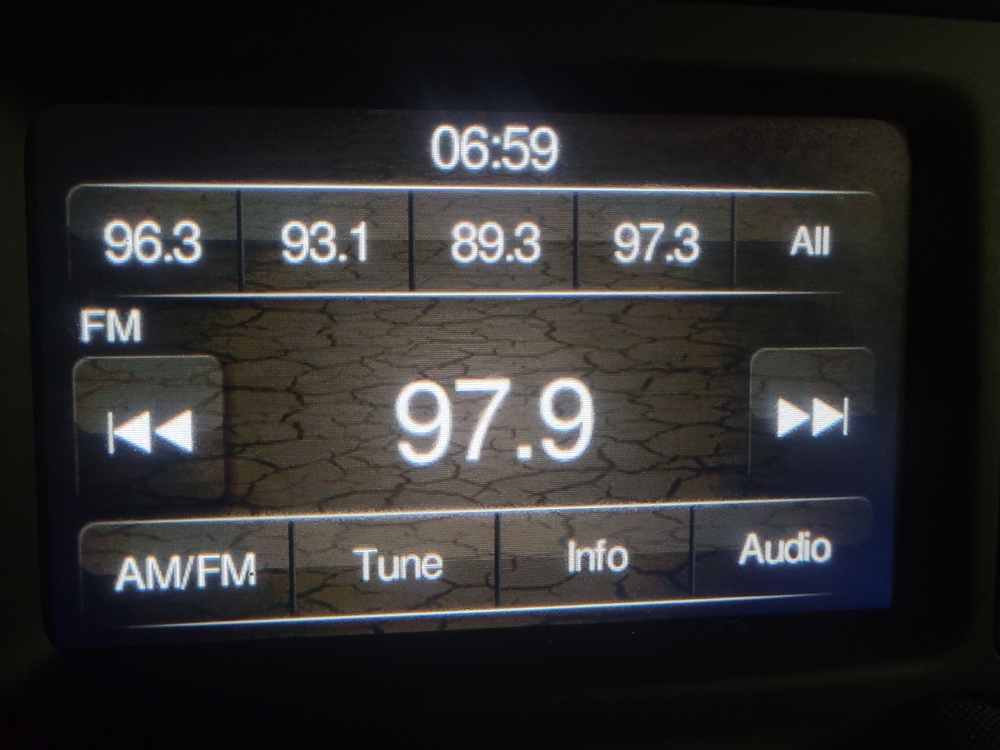 06:59
96.3 93.1 89.3 97.3 All
FM
97.9
AM/FM Tune Info Audio